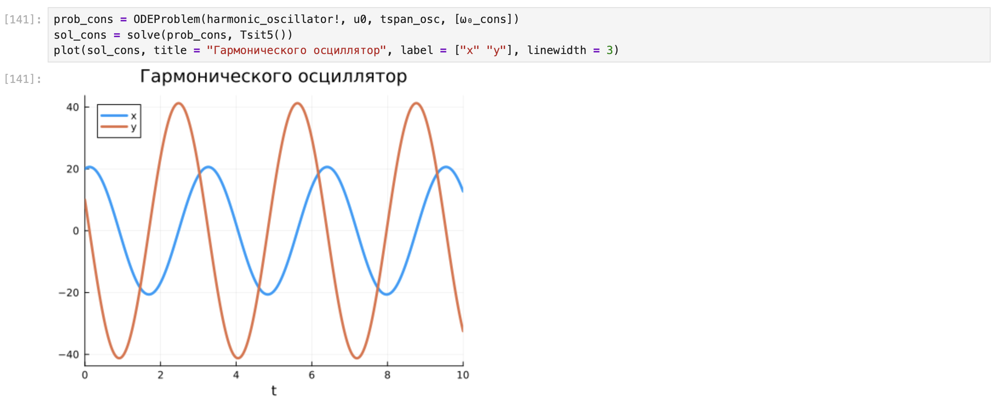 [141]: prob_cons = ODEProblem(harmonic_oscillator!, u0, tspan_osc, [ω₀_cons])
sol_cons = solve(prob_cons, Tsit5())
plot(sol_cons, title = "Гармонического осциллятор", label = ["x" "y"], linewidth = 3)
[141]:
Гармонического осциллятор
x
y
40
20
0
−20
−40
0 2 4 6 8 10
t